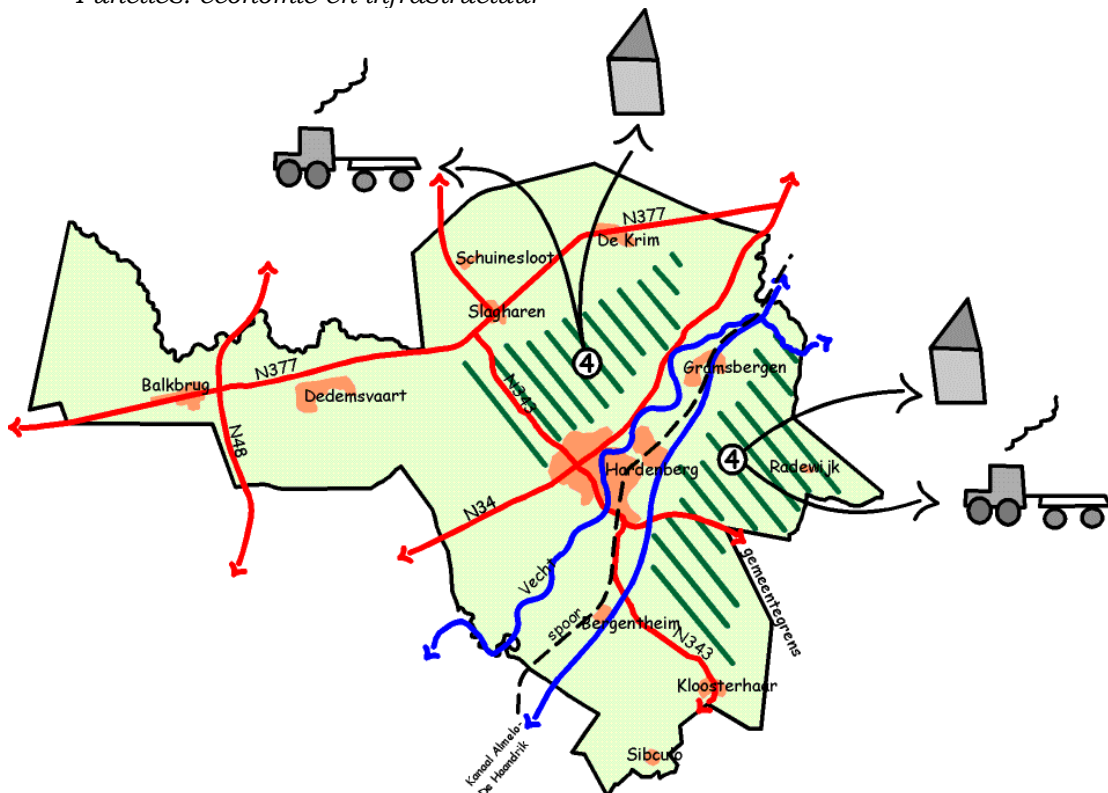 Functies: economie en infrastructuur
N377
De Krim
Schuinesloot
Slagharen
4
Gramsbergen
N377
N343
Balkbrug
Dedemsvaart
N48
Hardenberg
4
Radewijk
N34
Vecht
spoor
Bergentheim
gemeentegrens
N343
Kloosterhaar
Sibculo
Kanaal Almelo-
De Haandrik